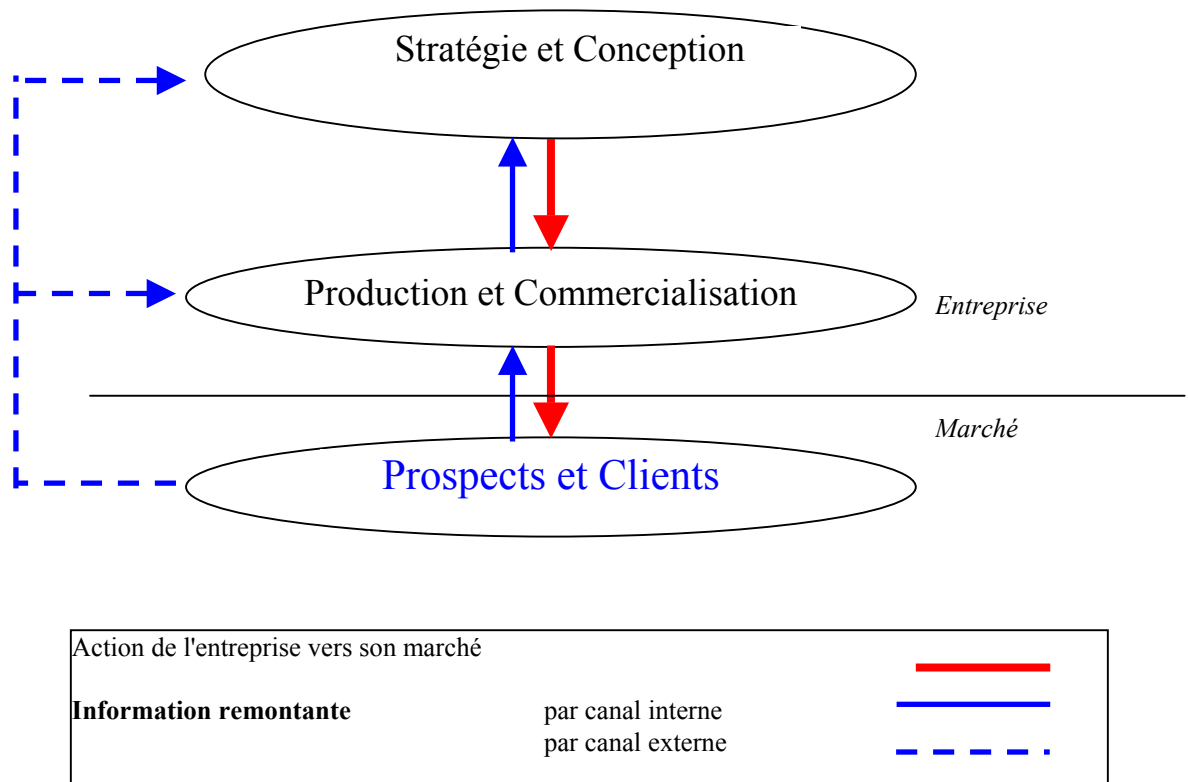 Stratégie et Conception
Production et Commercialisation
Entreprise
Marché
Prospects et Clients
Action de l'entreprise vers son marché
Information remontante par canal interne
par canal externe